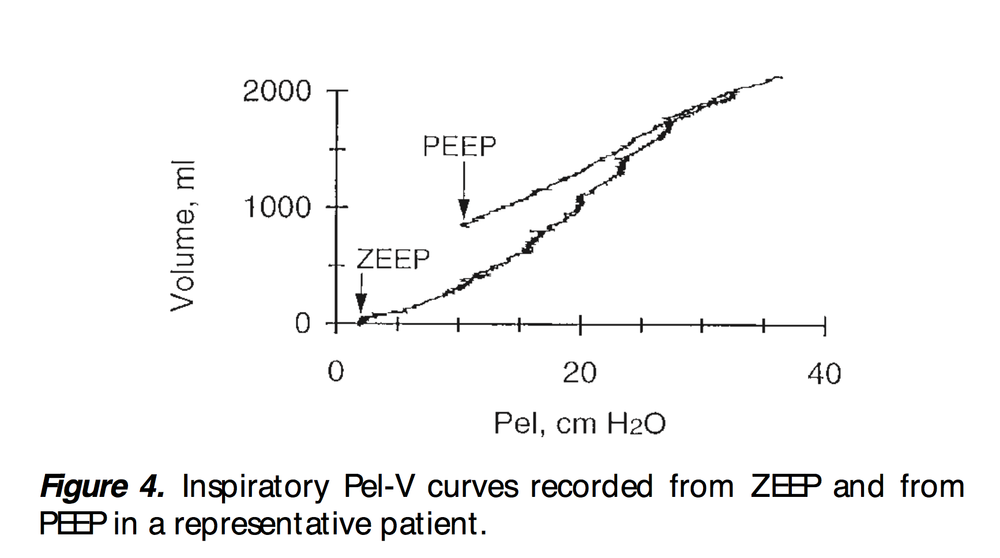 2000
PEEP
Volume, ml
1000
ZEEP
0
0 20 40
Pel, cm H2O
Figure 4. Inspiratory Pel-V curves recorded from ZEEP and from
PEEP in a representative patient.